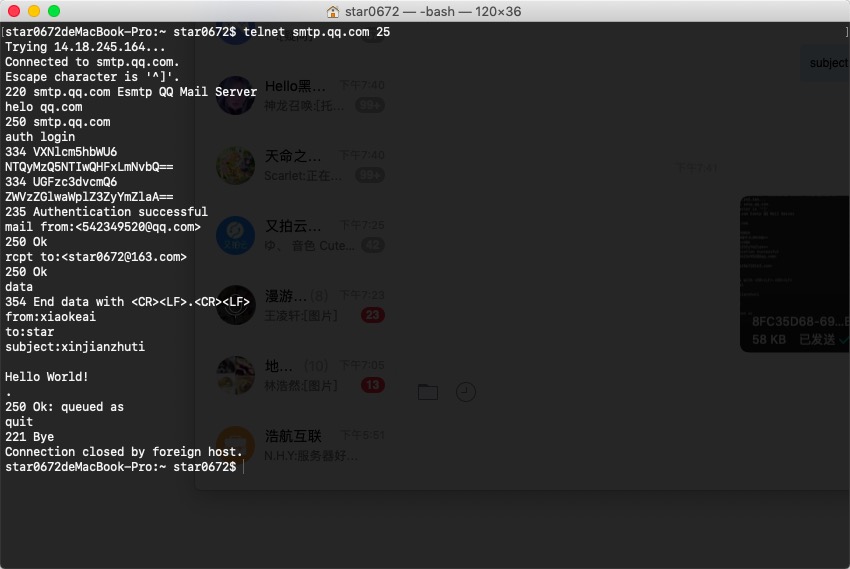 star0672 — -bash — 120×36
[star0672deMacBook-Pro:~ star0672$ telnet smtp.qq.com 25 ]
Trying 14.18.245.164...
Connected to smtp.qq.com.
Escape character is '^]'.
220 smtp.qq.com Esmtp QQ Mail Server
helo qq.com
250 smtp.qq.com
auth login
334 VXNlcm5hbWU6
NTQyMzQ5NTIwQHFxLmNvbQ==
334 UGFzc3dvcmQ6
ZWVzZGlwaWplZ3ZyYmZlaA==
235 Authentication successful
mail from:<542349520@qq.com>
250 Ok
rcpt to:<star0672@163.com>
250 Ok
data
354 End data with <CR><LF>.<CR><LF>
from:xiaokeai
to:star
subject:xinjianzhuti
Hello World!
.
250 Ok: queued as
quit
221 Bye
Connection closed by foreign host.
star0672deMacBook-Pro:~ star0672$
subject
Hello黑... 下午7:40
神龙召唤:[托... 99+
天命之... 下午7:40
Scarlet:正在... 99+
又拍云... 下午7:25
ゆ、 音色 Cute... 42
漫游... (8) 下午7:23
王凌轩:[图片] 23
地... (10) 下午7:05
林浩然:[图片] 13
浩航互联 下午5:51
N.H.Y:服务器好...
8FC35D68-69...E
58 KB 已发送